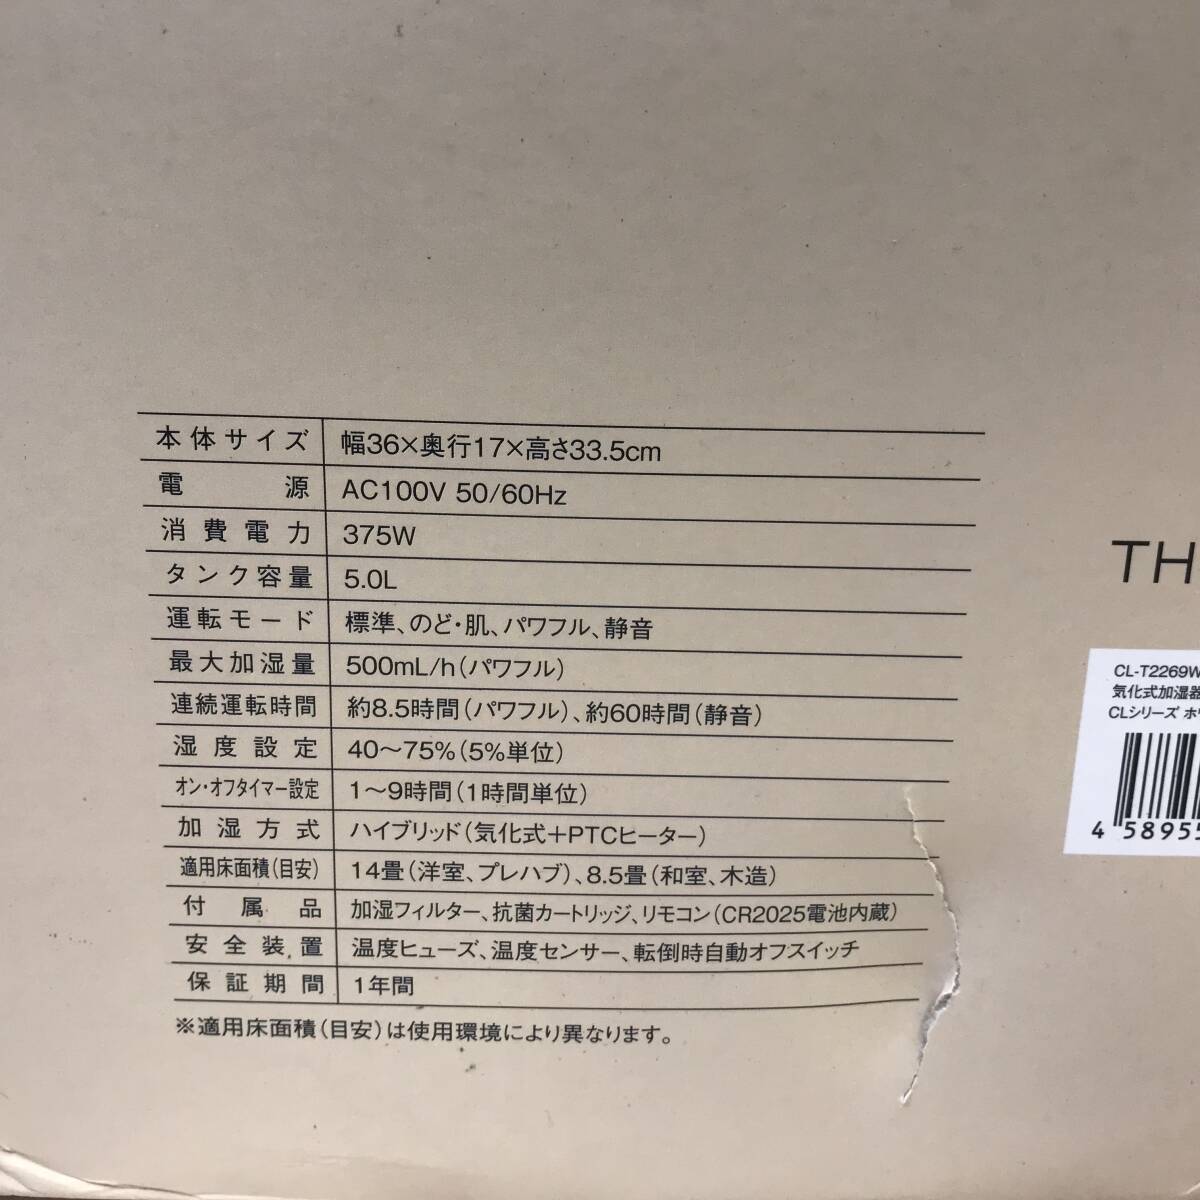 本体サイズ 幅36×奥行17×高さ33.5cm
電源 AC100V 50/60Hz
消費電力 375W
タンク容量 5.0L
運転モード 標準、のど・肌、パワフル、静音
最大加湿量 500mL/h(パワフル)
連続運転時間 約8.5時間(パワフル)、約60時間(静音)
湿度設定 40～75%(5%単位)
オン・オフタイマー設定 1～9時間(1時間単位)
加湿方式 ハイブリッド(気化式+PTCヒーター)
適用床面積(目安) 14畳(洋室、プレハブ)、8.5畳(和室、木造)
付属品 加湿フィルター、抗菌カートリッジ、リモコン(CR2025電池内蔵)
安全装置 温度ヒューズ、温度センサー、転倒時自動オフスイッチ
保証期間 1年間
※適用床面積(目安)は使用環境により異なります。
TH
CL-T2269W
気化式加湿器
CLシリーズ ホ
4 58955